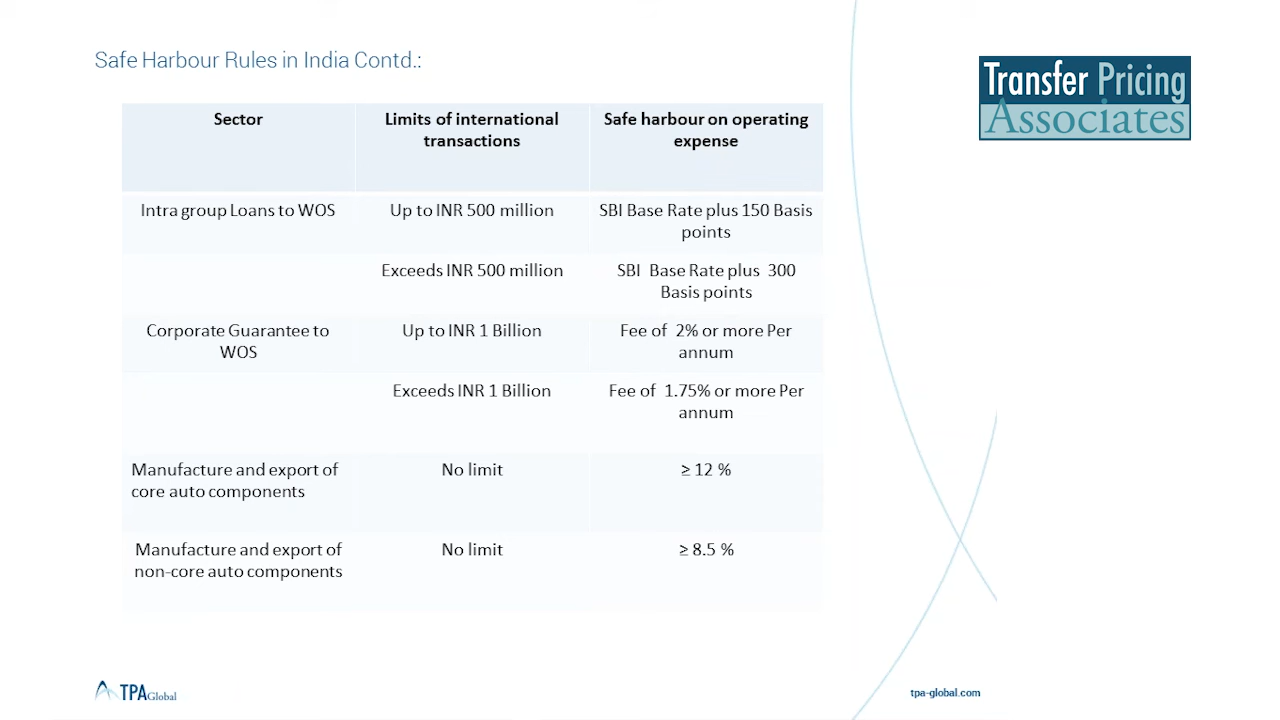 Safe Harbour Rules in India Contd.:
Transfer Pricing
Associates
Sector
Limits of international
transactions
Safe harbour on operating
expense
Intra group Loans to WOS
Up to INR 500 million
SBI Base Rate plus 150 Basis
points
Exceeds INR 500 million
SBI Base Rate plus 300
Basis points
Corporate Guarantee to
WOS
Up to INR 1 Billion
Fee of 2% or more Per
annum
Exceeds INR 1 Billion
Fee of 1.75% or more Per
annum
Manufacture and export of
core auto components
No limit
≥ 12 %
Manufacture and export of
non-core auto components
No limit
≥ 8.5 %
TPA Global
tpa-global.com